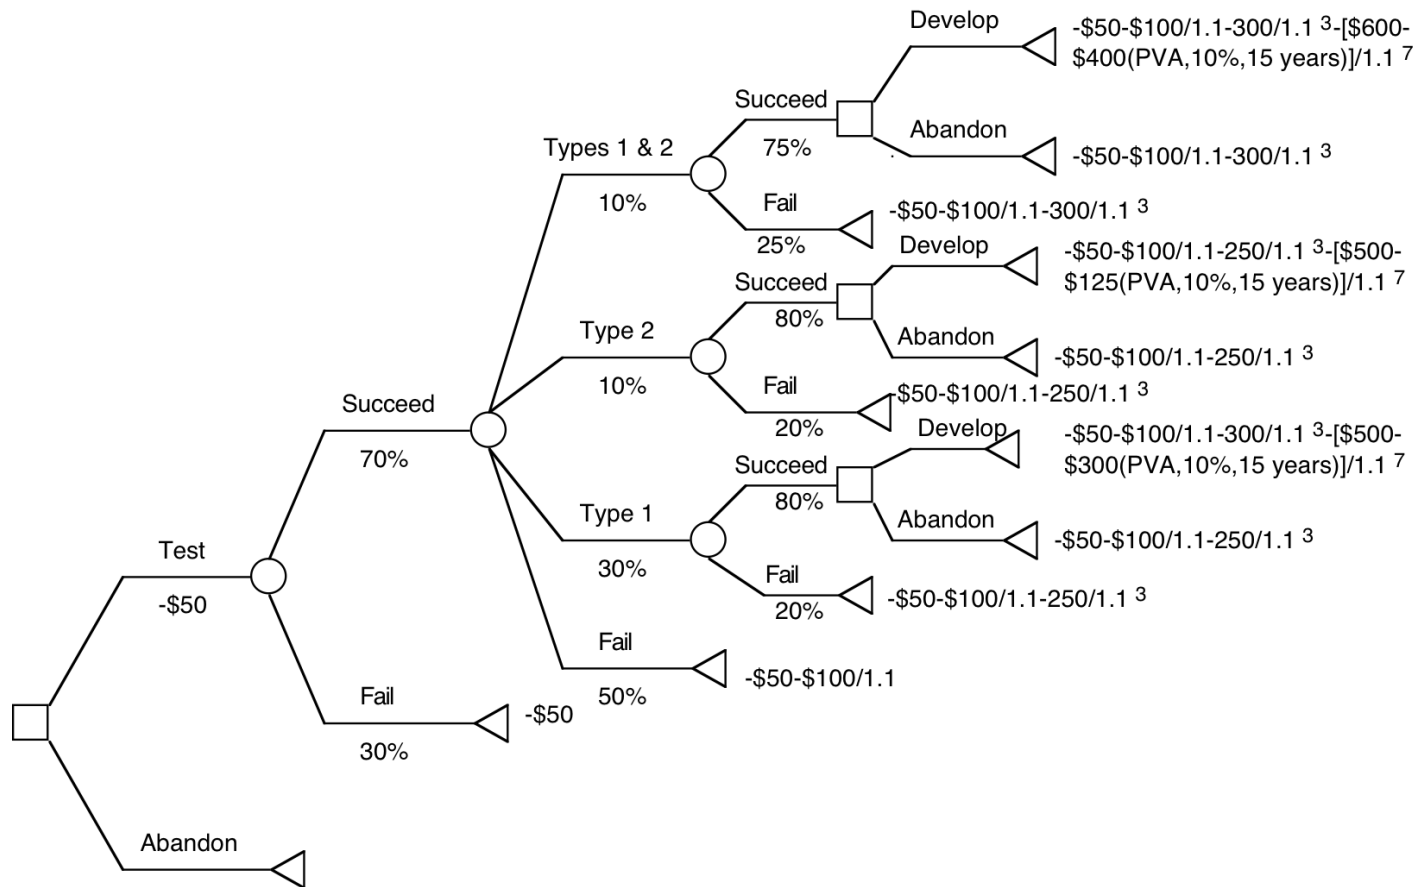 Develop
-$50-$100/1.1-300/1.1 3-[$600-
$400(PVA,10%,15 years)]/1.1 7
Succeed
75%
Abandon
-$50-$100/1.1-300/1.1 3
Types 1 & 2
10%
Fail
25%
-$50-$100/1.1-300/1.1 3
Develop
-$50-$100/1.1-250/1.1 3-[$500-
$125(PVA,10%,15 years)]/1.1 7
Succeed
80%
Type 2
10%
Abandon
-$50-$100/1.1-250/1.1 3
Fail
20%
-$50-$100/1.1-250/1.1 3
Succeed
70%
Develop
-$50-$100/1.1-300/1.1 3-[$500-
$300(PVA,10%,15 years)]/1.1 7
Succeed
80%
Type 1
30%
Abandon
-$50-$100/1.1-250/1.1 3
Fail
20%
-$50-$100/1.1-250/1.1 3
Test
-$50
Fail
50%
-$50-$100/1.1
Fail
30%
-$50
Abandon